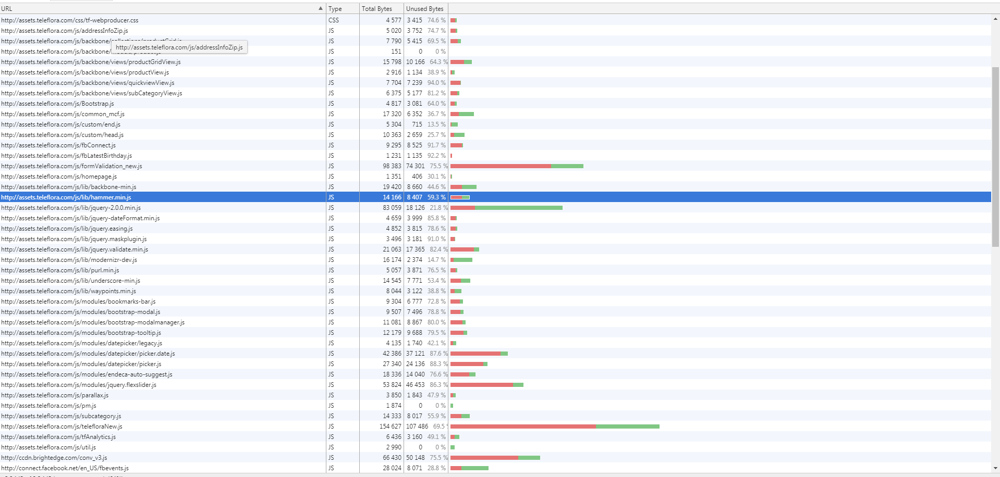 URL ▲ Type Total Bytes Unused Bytes
http://assets.teleflora.com/css/tf-webproducer.css CSS 4 577 3 415 74.6 %
http://assets.teleflora.com/js/addressInfoZip.js JS 5 020 3 752 74.7 %
http://assets.teleflora.com/js/backbone/collections/productGrid.js JS 7 790 5 415 69.5 %
http://assets.teleflora.com/js/addressInfoZip.js
http://assets.teleflora.com/js/backbone/models/product.js JS 151 0 0 %
http://assets.teleflora.com/js/backbone/views/productGridView.js JS 15 798 10 166 64.3 %
http://assets.teleflora.com/js/backbone/views/productView.js JS 2 916 1 134 38.9 %
http://assets.teleflora.com/js/backbone/views/quickviewView.js JS 7 704 7 239 94.0 %
http://assets.teleflora.com/js/backbone/views/subCategoryView.js JS 6 375 5 177 81.2 %
http://assets.teleflora.com/js/Bootstrap.js JS 4 817 3 081 64.0 %
http://assets.teleflora.com/js/common_mcf.js JS 17 320 6 352 36.7 %
http://assets.teleflora.com/js/custom/end.js JS 5 304 715 13.5 %
http://assets.teleflora.com/js/custom/head.js JS 10 363 2 659 25.7 %
http://assets.teleflora.com/js/fbConnect.js JS 9 295 8 525 91.7 %
http://assets.teleflora.com/js/fbLatestBirthday.js JS 1 231 1 135 92.2 %
http://assets.teleflora.com/js/formValidation_new.js JS 98 383 74 301 75.5 %
http://assets.teleflora.com/js/homepage.js JS 1 351 406 30.1 %
http://assets.teleflora.com/js/lib/backbone-min.js JS 19 420 8 660 44.6 %
http://assets.teleflora.com/js/lib/hammer.min.js JS 14 166 8 407 59.3 %
http://assets.teleflora.com/js/lib/jquery-2.0.0.min.js JS 83 059 18 126 21.8 %
http://assets.teleflora.com/js/lib/jquery-dateFormat.min.js JS 4 659 3 999 85.8 %
http://assets.teleflora.com/js/lib/jquery.easing.js JS 4 852 3 815 78.6 %
http://assets.teleflora.com/js/lib/jquery.maskplugin.js JS 3 496 3 181 91.0 %
http://assets.teleflora.com/js/lib/jquery.validate.min.js JS 21 063 17 365 82.4 %
http://assets.teleflora.com/js/lib/modernizr-dev.js JS 16 174 2 374 14.7 %
http://assets.teleflora.com/js/lib/purl.min.js JS 5 057 3 871 76.5 %
http://assets.teleflora.com/js/lib/underscore-min.js JS 14 545 7 771 53.4 %
http://assets.teleflora.com/js/lib/waypoints.min.js JS 8 044 3 122 38.8 %
http://assets.teleflora.com/js/modules/bookmarks-bar.js JS 9 304 6 777 72.8 %
http://assets.teleflora.com/js/modules/bootstrap-modal.js JS 9 507 7 496 78.8 %
http://assets.teleflora.com/js/modules/bootstrap-modalmanager.js JS 11 081 8 867 80.0 %
http://assets.teleflora.com/js/modules/bootstrap-tooltip.js JS 12 179 9 688 79.5 %
http://assets.teleflora.com/js/modules/datepicker/legacy.js JS 4 135 1 740 42.1 %
http://assets.teleflora.com/js/modules/datepicker/picker.date.js JS 42 386 37 121 87.6 %
http://assets.teleflora.com/js/modules/datepicker/picker.js JS 27 340 24 136 88.3 %
http://assets.teleflora.com/js/modules/endeca-auto-suggest.js JS 18 336 14 040 76.6 %
http://assets.teleflora.com/js/modules/jquery.flexslider.js JS 53 824 46 453 86.3 %
http://assets.teleflora.com/js/parallax.js JS 3 850 1 843 47.9 %
http://assets.teleflora.com/js/pm.js JS 1 874 0 0 %
http://assets.teleflora.com/js/subcategory.js JS 14 333 8 017 55.9 %
http://assets.teleflora.com/js/telefloraNew.js JS 154 627 107 486 69.5
http://assets.teleflora.com/js/tfAnalytics.js JS 6 436 3 160 49.1 %
http://assets.teleflora.com/js/util.js JS 2 990 0 0 %
http://ccdn.brightedge.com/conv_v3.js JS 66 430 50 148 75.5 %
http://connect.facebook.net/en_US/fbevents.js JS 28 024 8 071 28.8 %